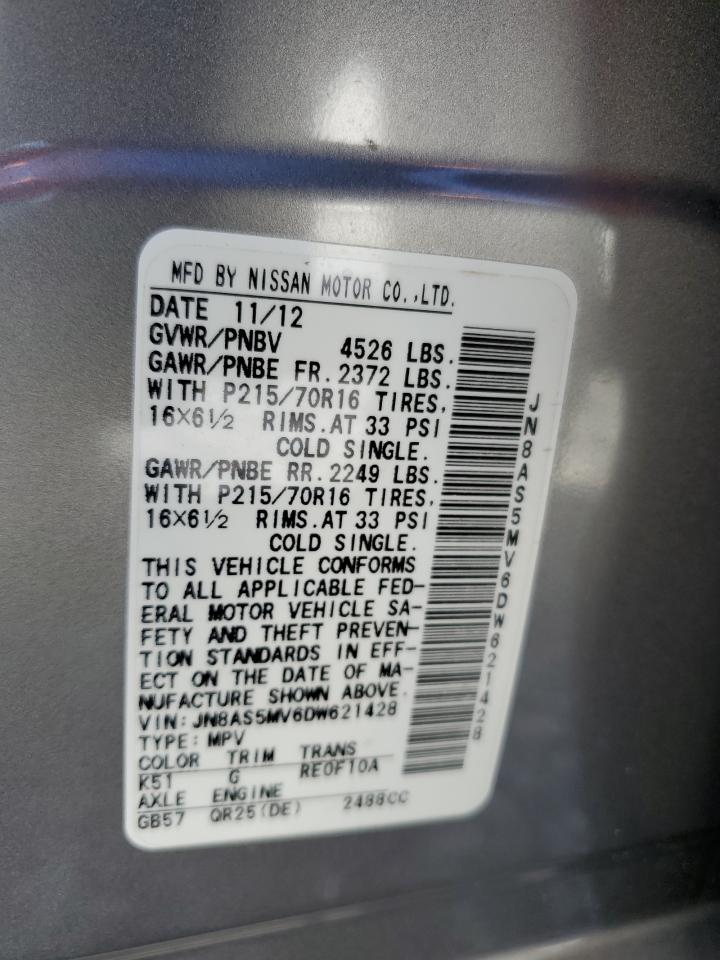 MFD BY NISSAN MOTOR CO.,LTD.
DATE 11/12
GVWR/PNBV 4526 LBS.
GAWR/PNBE FR. 2372 LBS.
WITH P215/70R16 TIRES,
16X6½ RIMS.AT 33 PSI
COLD SINGLE.
GAWR/PNBE RR. 2249 LBS.
WITH P215/70R16 TIRES,
16X6½ RIMS.AT 33 PSI
COLD SINGLE.
THIS VEHICLE CONFORMS
TO ALL APPLICABLE FED-
ERAL MOTOR VEHICLE SA-
FETY AND THEFT PREVEN-
TION STANDARDS IN EFF-
ECT ON THE DATE OF MA-
NUFACTURE SHOWN ABOVE.
VIN: JN8AS5MV6DW621428
TYPE: MPV
COLOR TRIM TRANS
K51 G RE0F10A
AXLE ENGINE
GB57 QR25(DE) 2488CC
JN8AS5MV6DW621428